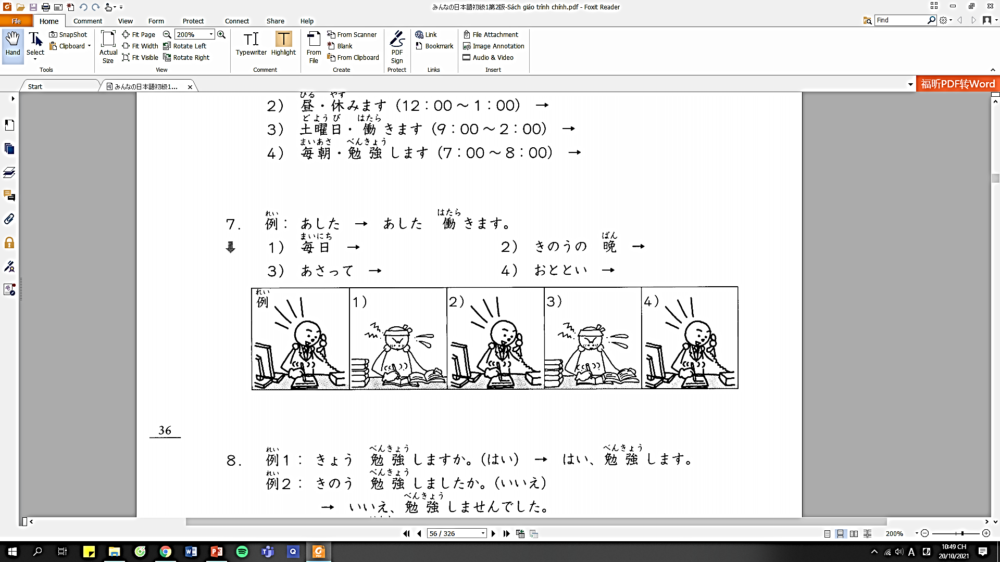 みんなの日本語初級1第2版-Sách giáo trình chính.pdf - Foxit Reader
File Home Comment View Form Protect Connect Share Help
Find
Hand
Select
SnapShot
Clipboard
Tools
Actual Size
Fit Page
Fit Width
Fit Visible
200%
Rotate Left
Rotate Right
View
Typewriter
Highlight
Comment
From File
From Scanner
Blank
From Clipboard
Create
PDF Sign
Protect
Link
Bookmark
Links
File Attachment
Image Annotation
Audio & Video
Insert
Start
みんなの日本語初級1...
福昕PDF转Word
ひる やす
2) 昼・休みます (12:00～1:00) →
どようび はたら
3) 土曜日・働きます (9:00～2:00) →
まいあさ べんきょう
4) 毎朝・勉強します (7:00～8:00) →
れい はたら
7. 例: あした → あした 働きます。
まいにち ばん
1) 毎日 → 2) きのうの 晩 →
3) あさって → 4) おととい →
れい
例 1) 2) 3) 4)
36
れい べんきょう べんきょう
8. 例1: きょう 勉強しますか。(はい) → はい、勉強します。
れい べんきょう
例2: きのう 勉強しましたか。(いいえ)
べんきょう
→ いいえ、勉強しませんでした。
56 / 326
200%
10:49 CH
20/10/2021